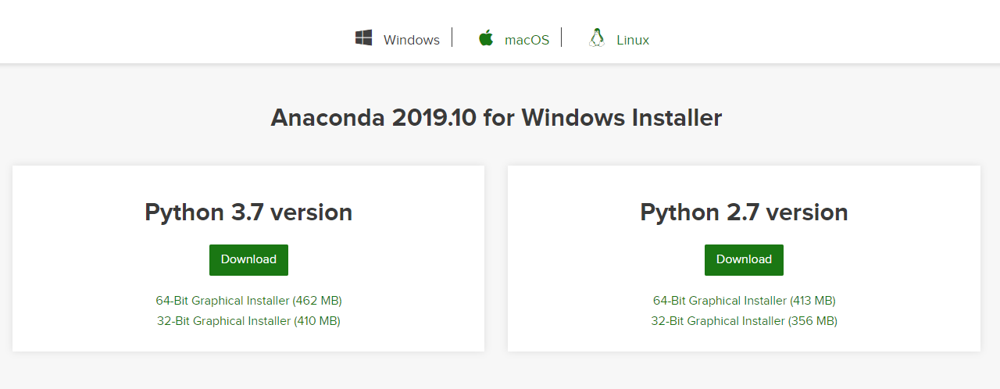 Windows macOS Linux
Anaconda 2019.10 for Windows Installer
Python 3.7 version
Download
64-Bit Graphical Installer (462 MB)
32-Bit Graphical Installer (410 MB)
Python 2.7 version
Download
64-Bit Graphical Installer (413 MB)
32-Bit Graphical Installer (356 MB)